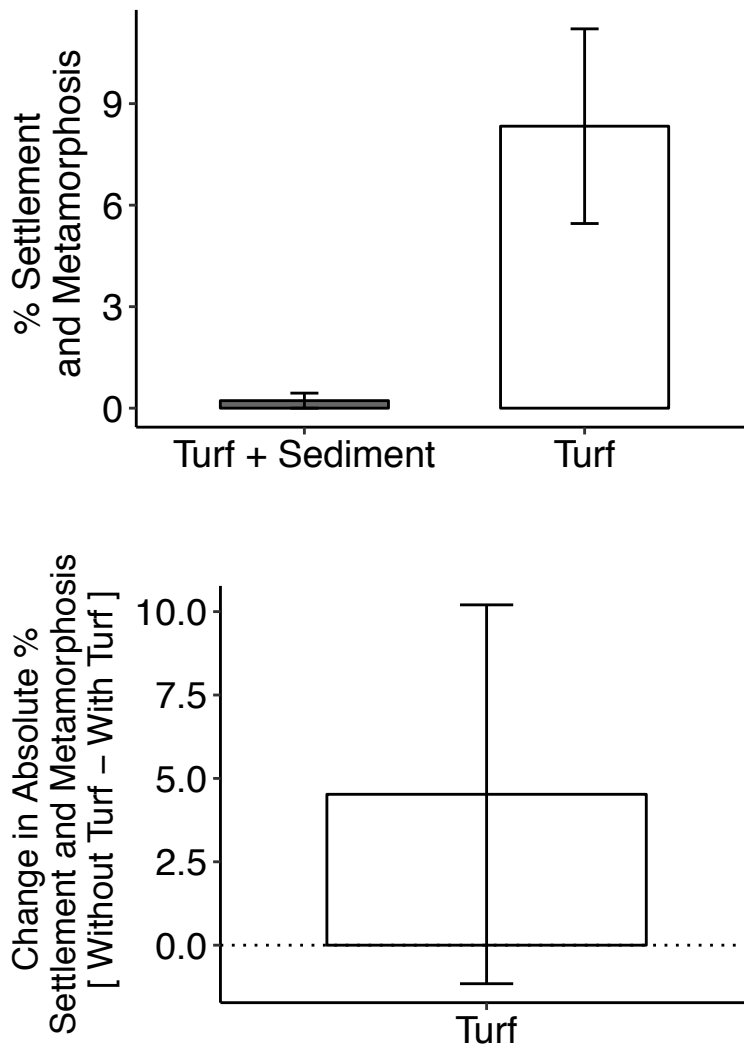 % Settlement
and Metamorphosis
9
6
3
0
Turf + Sediment
Turf
Change in Absolute %
Settlement and Metamorphosis
[ Without Turf − With Turf ]
10.0
7.5
5.0
2.5
0.0
Turf